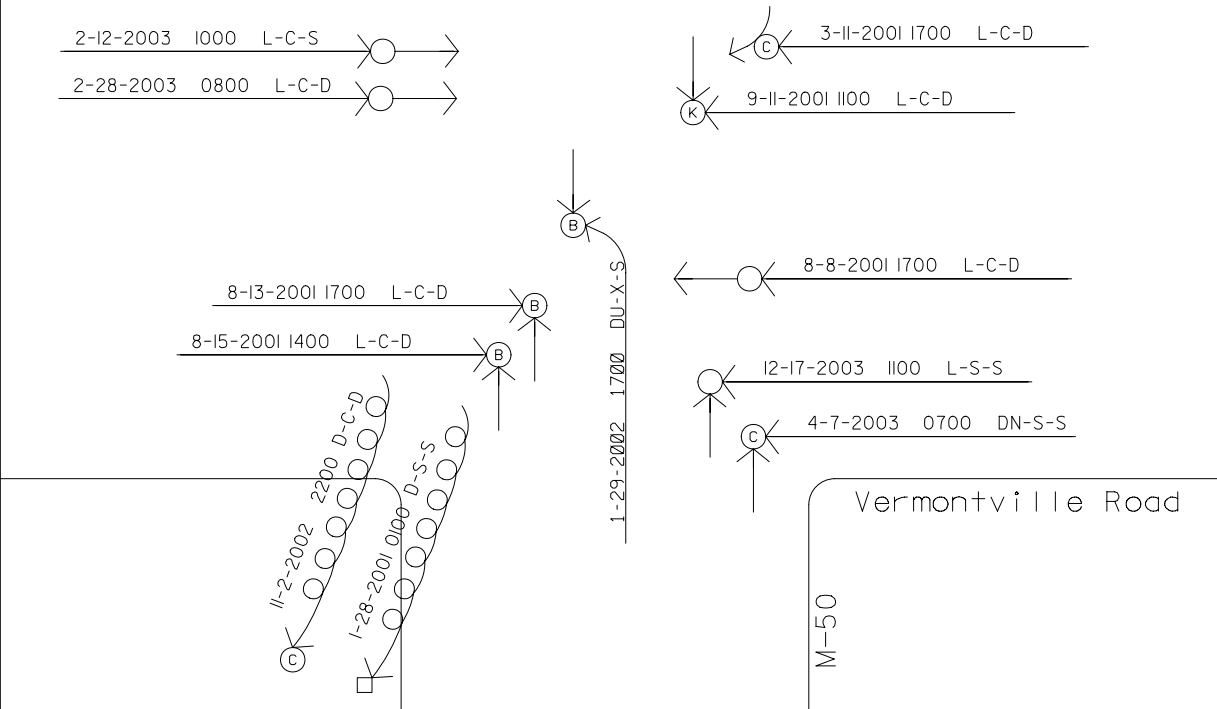 2-12-2003 1000 L-C-S
3-11-2001 1700 L-C-D
C
2-28-2003 0800 L-C-D
9-11-2001 1100 L-C-D
K
B
8-8-2001 1700 L-C-D
8-13-2001 1700 L-C-D
B
8-15-2001 1400 L-C-D
B
1-29-2002 1700 DU-X-S
12-17-2003 1100 L-S-S
4-7-2003 0700 DN-S-S
C
11-2-2002 2200 D-C-D
C
1-28-2001 0100 D-S-S
Vermontville Road
M-50